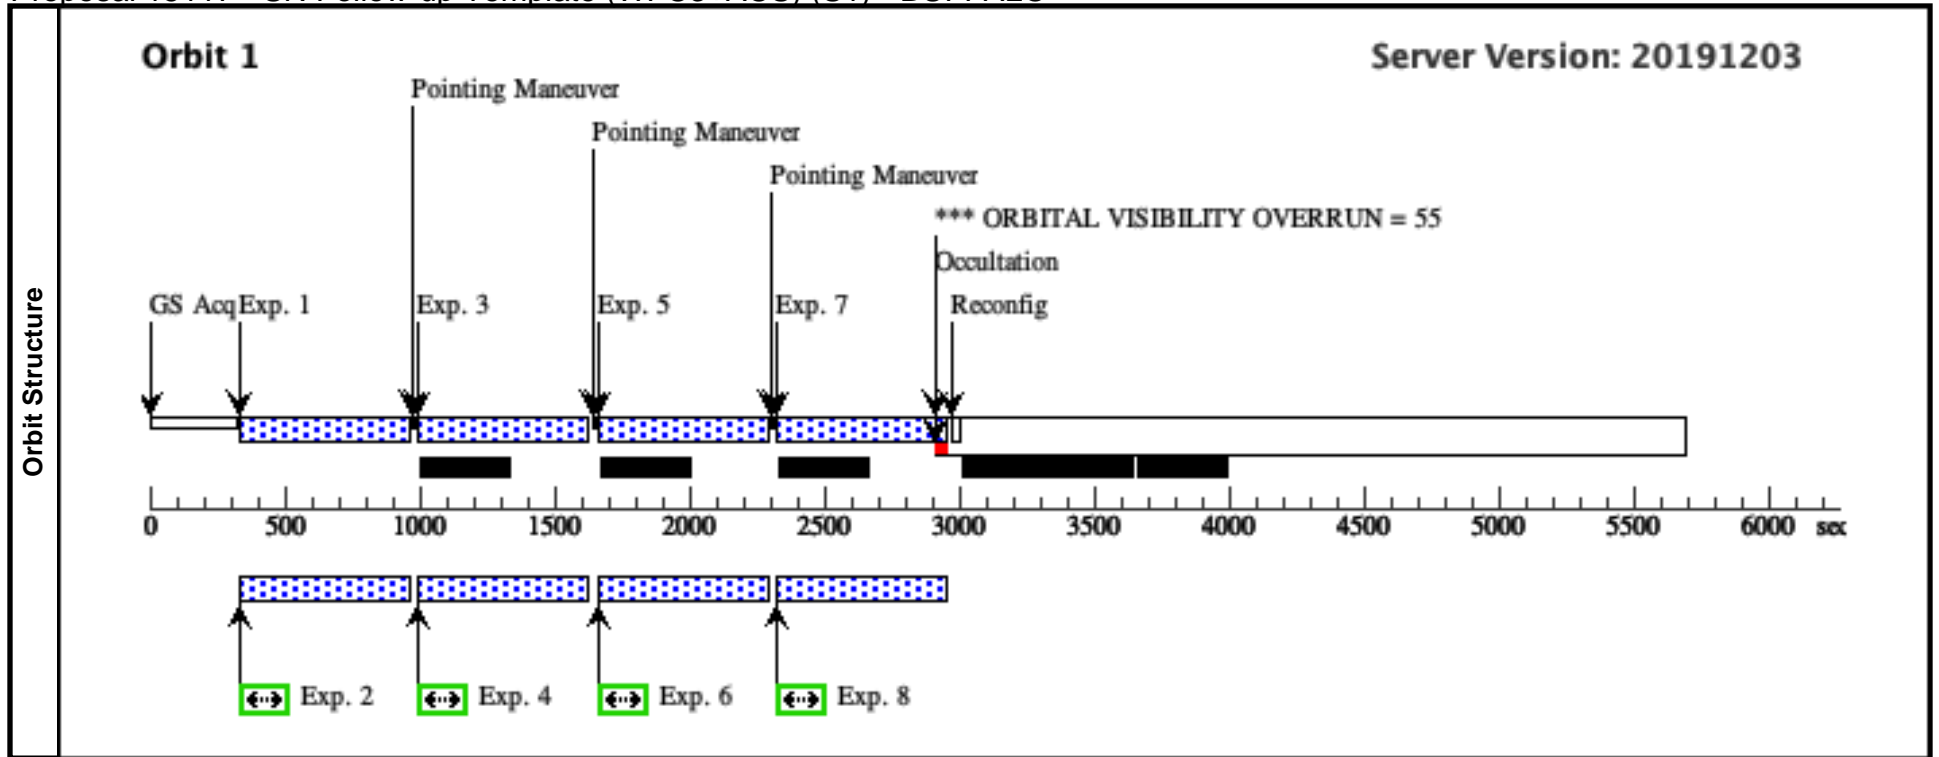 Orbit 1
Server Version: 20191203
Pointing Maneuver
Pointing Maneuver
Pointing Maneuver
*** ORBITAL VISIBILITY OVERRUN = 55
Occultation
GS Acq Exp. 1 Exp. 3 Exp. 5 Exp. 7 Reconfig
Orbit Structure
0 500 1000 1500 2000 2500 3000 3500 4000 4500 5000 5500 6000 sec
Exp. 2 Exp. 4 Exp. 6 Exp. 8